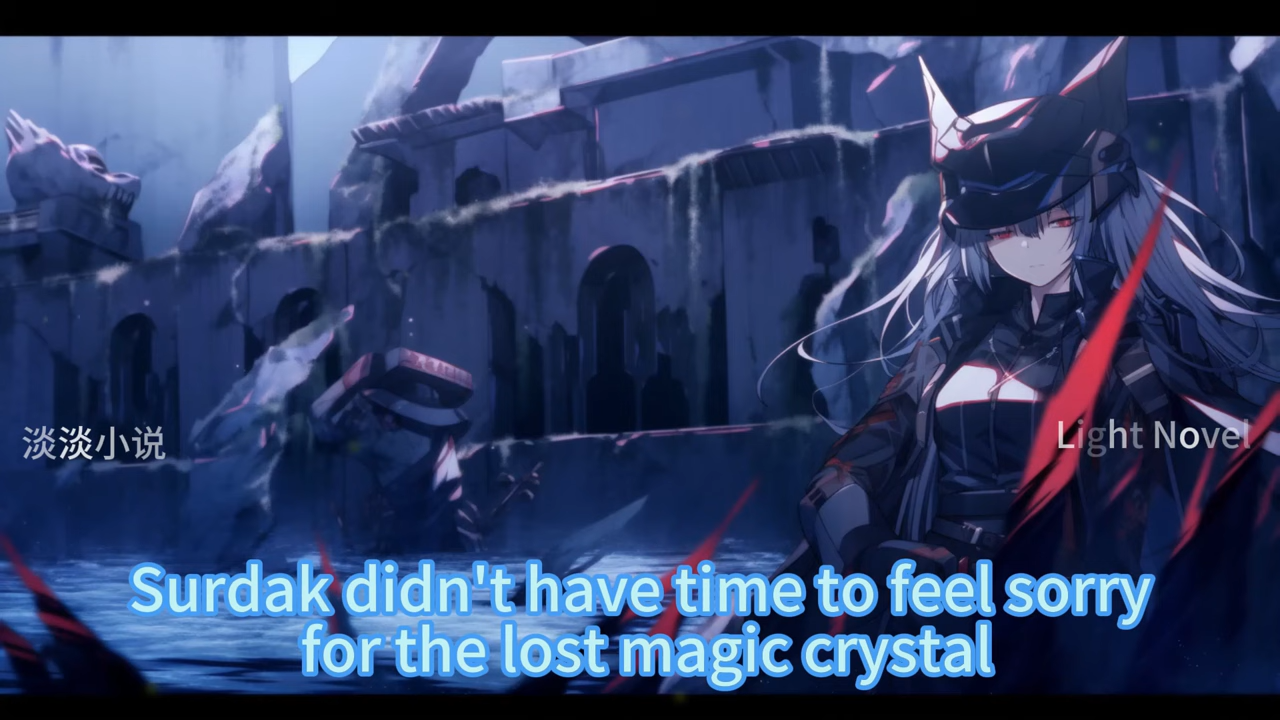 淡淡小说
Light Novel
Surdak didn't have time to feel sorry
for the lost magic crystal